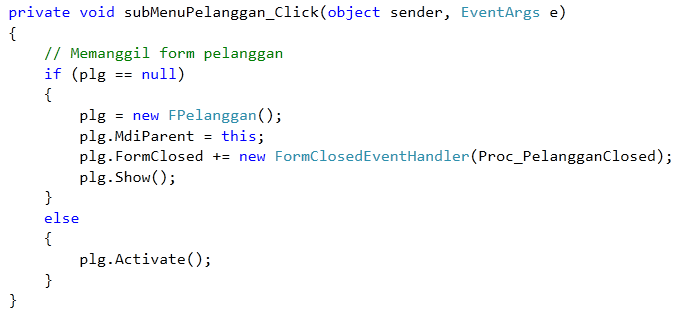 private void subMenuPelanggan_Click(object sender, EventArgs e)
{
    // Memanggil form pelanggan
    if (plg == null)
    {
        plg = new FPelanggan();
        plg.MdiParent = this;
        plg.FormClosed += new FormClosedEventHandler(Proc_PelangganClosed);
        plg.Show();
    }
    else
    {
        plg.Activate();
    }
}